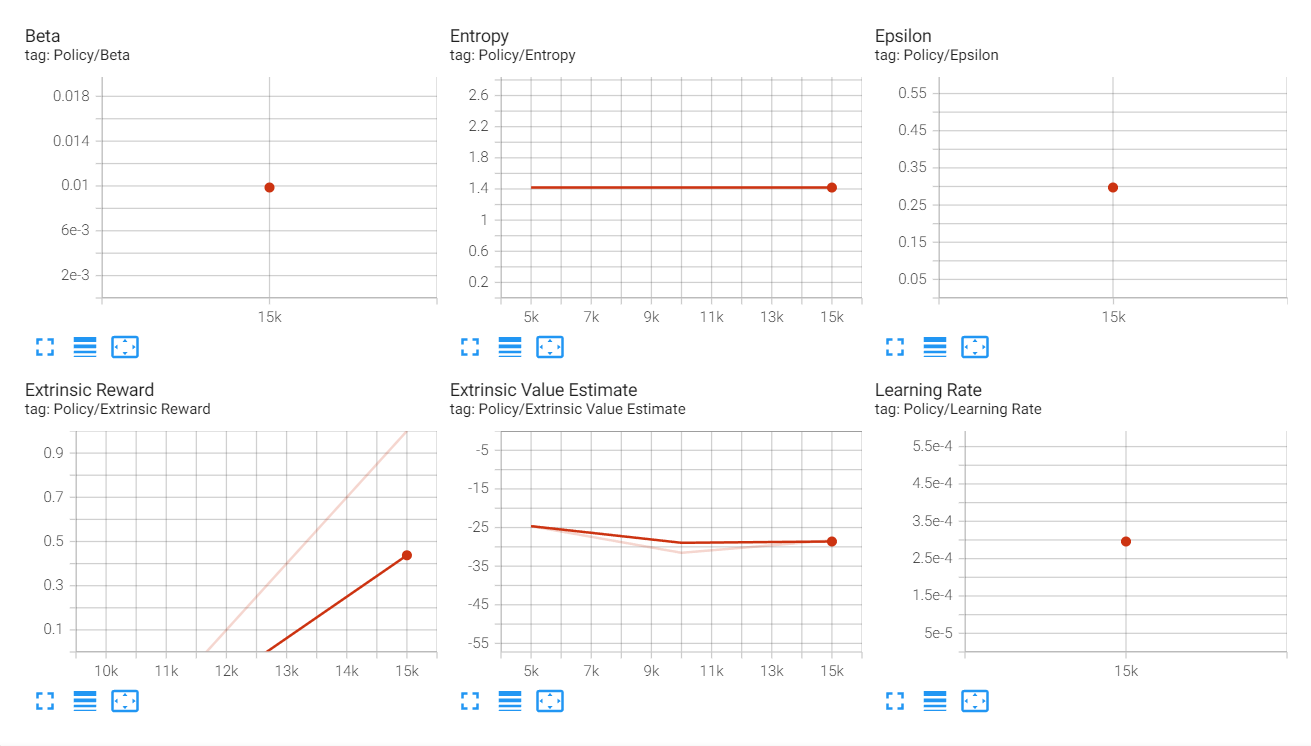 Beta
tag: Policy/Beta
0.018
0.014
0.01
6e-3
2e-3
15k
Entropy
tag: Policy/Entropy
2.6
2.2
1.8
1.4
1
0.6
0.2
5k 7k 9k 11k 13k 15k
Epsilon
tag: Policy/Epsilon
0.55
0.45
0.35
0.25
0.15
0.05
15k
Extrinsic Reward
tag: Policy/Extrinsic Reward
0.9
0.7
0.5
0.3
0.1
10k 11k 12k 13k 14k 15k
Extrinsic Value Estimate
tag: Policy/Extrinsic Value Estimate
-5
-15
-25
-35
-45
-55
5k 7k 9k 11k 13k 15k
Learning Rate
tag: Policy/Learning Rate
5.5e-4
4.5e-4
3.5e-4
2.5e-4
1.5e-4
5e-5
15k